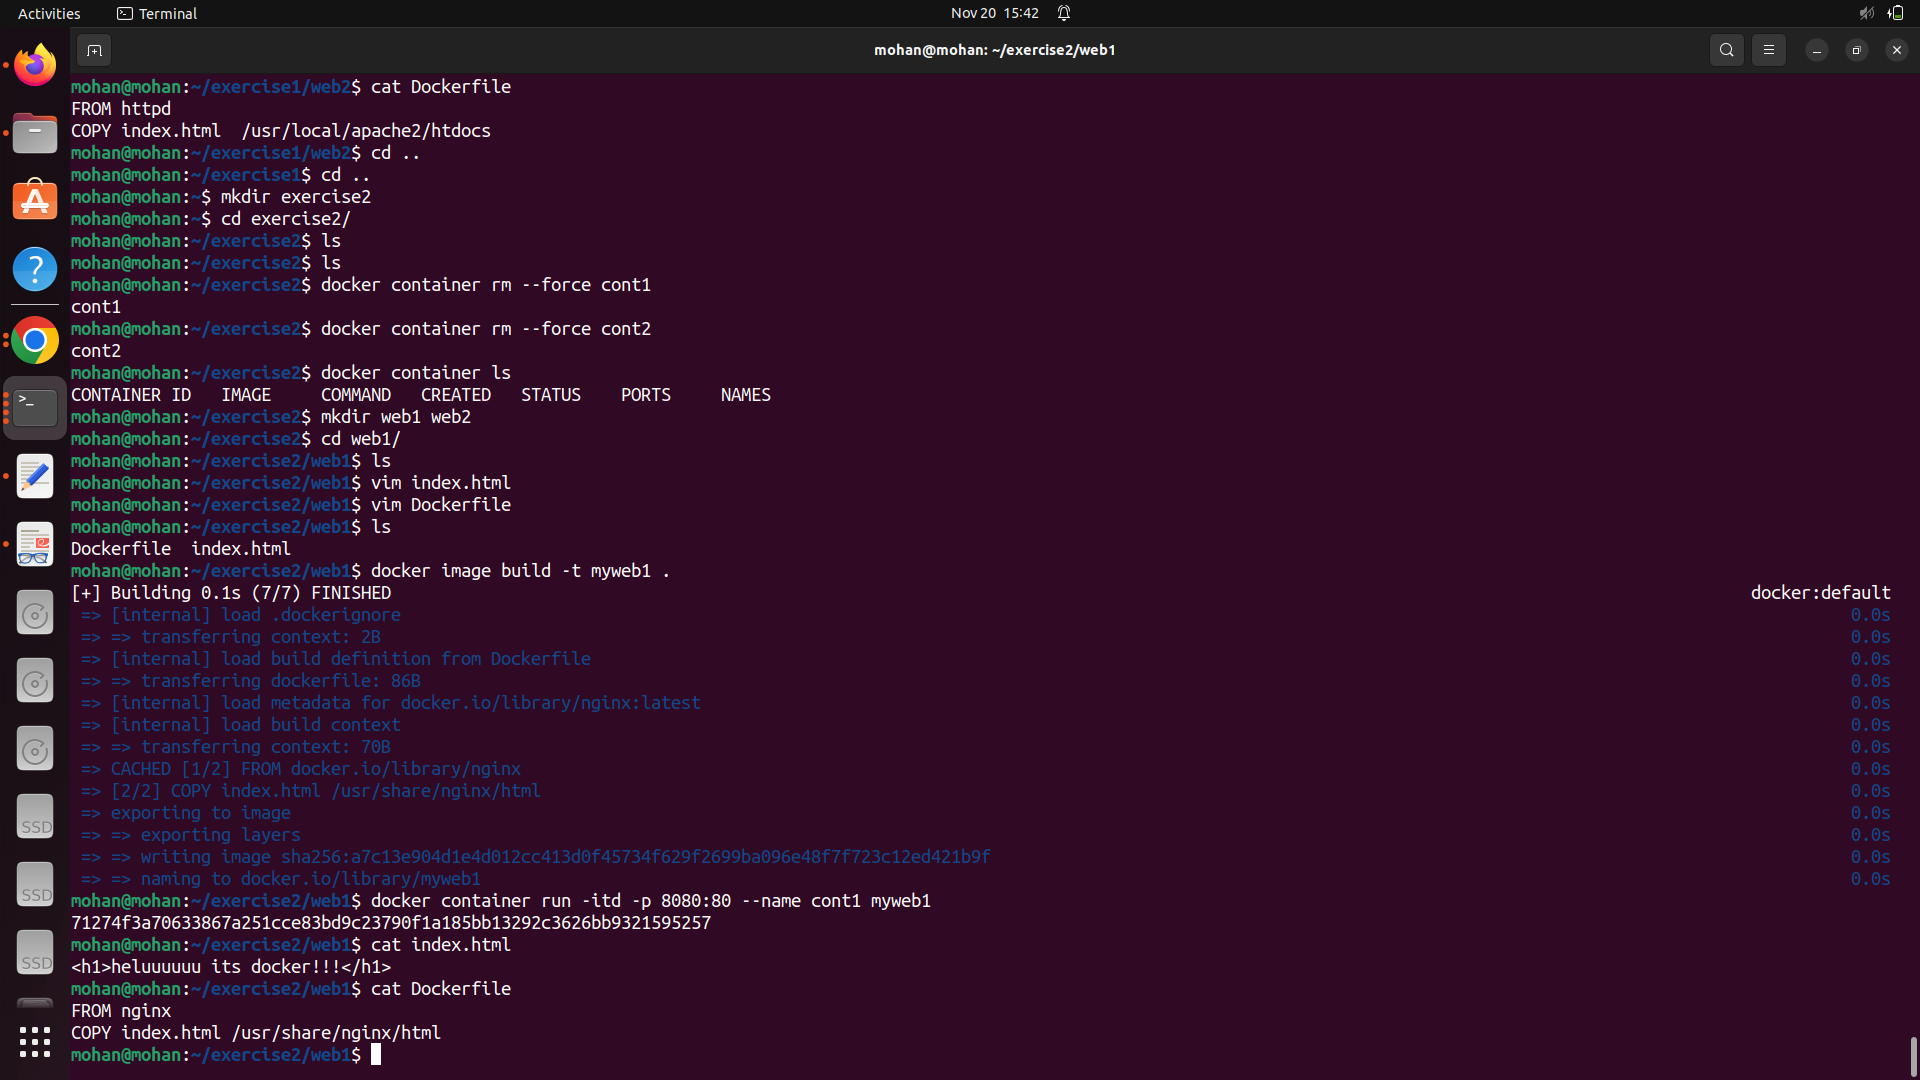 Activities Terminal Nov 20 15:42
mohan@mohan: ~/exercise2/web1
mohan@mohan:~/exercise1/web2$ cat Dockerfile
FROM httpd
COPY index.html  /usr/local/apache2/htdocs
mohan@mohan:~/exercise1/web2$ cd ..
mohan@mohan:~/exercise1$ cd ..
mohan@mohan:~$ mkdir exercise2
mohan@mohan:~$ cd exercise2/
mohan@mohan:~/exercise2$ ls
mohan@mohan:~/exercise2$ ls
mohan@mohan:~/exercise2$ docker container rm --force cont1
cont1
mohan@mohan:~/exercise2$ docker container rm --force cont2
cont2
mohan@mohan:~/exercise2$ docker container ls
CONTAINER ID   IMAGE     COMMAND   CREATED   STATUS    PORTS     NAMES
mohan@mohan:~/exercise2$ mkdir web1 web2
mohan@mohan:~/exercise2$ cd web1/
mohan@mohan:~/exercise2/web1$ ls
mohan@mohan:~/exercise2/web1$ vim index.html
mohan@mohan:~/exercise2/web1$ vim Dockerfile
mohan@mohan:~/exercise2/web1$ ls
Dockerfile  index.html
mohan@mohan:~/exercise2/web1$ docker image build -t myweb1 .
[+] Building 0.1s (7/7) FINISHED docker:default
=> [internal] load .dockerignore 0.0s
=> => transferring context: 2B 0.0s
=> [internal] load build definition from Dockerfile 0.0s
=> => transferring dockerfile: 86B 0.0s
=> [internal] load metadata for docker.io/library/nginx:latest 0.0s
=> [internal] load build context 0.0s
=> => transferring context: 70B 0.0s
=> CACHED [1/2] FROM docker.io/library/nginx 0.0s
=> [2/2] COPY index.html /usr/share/nginx/html 0.0s
=> exporting to image 0.0s
=> => exporting layers 0.0s
=> => writing image sha256:a7c13e904d1e4d012cc413d0f45734f629f2699ba096e48f7f723c12ed421b9f 0.0s
=> => naming to docker.io/library/myweb1 0.0s
mohan@mohan:~/exercise2/web1$ docker container run -itd -p 8080:80 --name cont1 myweb1
71274f3a70633867a251cce83bd9c23790f1a185bb13292c3626bb9321595257
mohan@mohan:~/exercise2/web1$ cat index.html
<h1>heluuuuuu its docker!!!</h1>
mohan@mohan:~/exercise2/web1$ cat Dockerfile
FROM nginx
COPY index.html /usr/share/nginx/html
mohan@mohan:~/exercise2/web1$
SSD
SSD
SSD